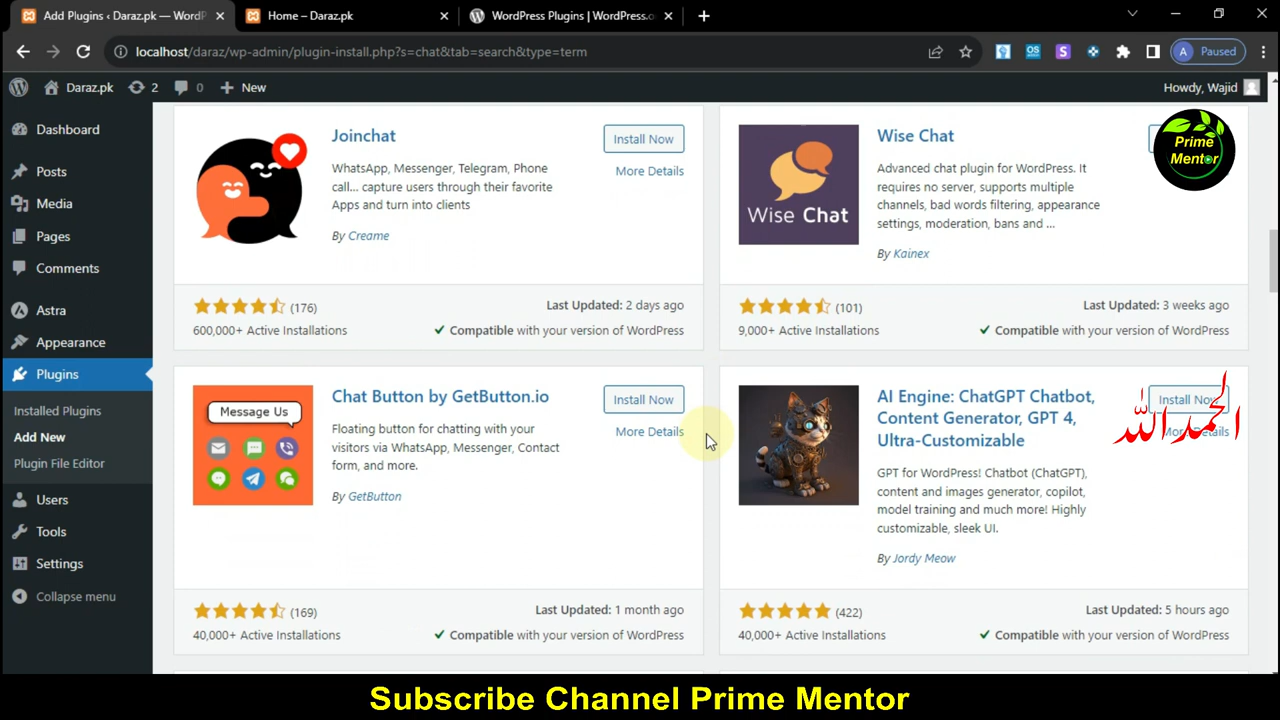 Add Plugins ‹ Daraz.pk — WordP
Home – Daraz.pk
WordPress Plugins | WordPress.o
localhost/daraz/wp-admin/plugin-install.php?s=chat&tab=search&type=term
A Paused
Daraz.pk
2
0
New
Howdy, Wajid
Dashboard
Posts
Media
Pages
Comments
Astra
Appearance
Plugins
Installed Plugins
Add New
Plugin File Editor
Users
Tools
Settings
Collapse menu
Joinchat
Install Now
More Details
WhatsApp, Messenger, Telegram, Phone
call... capture users through their favorite
Apps and turn into clients
By Creame
(176)
Last Updated: 2 days ago
600,000+ Active Installations
Compatible with your version of WordPress
Wise Chat
Wise Chat
Advanced chat plugin for WordPress. It
requires no server, supports multiple
channels, bad words filtering, appearance
settings, moderation, bans and ...
By Kainex
(101)
Last Updated: 3 weeks ago
9,000+ Active Installations
Compatible with your version of WordPress
Prime
Mentor
Message Us
Chat Button by GetButton.io
Install Now
More Details
Floating button for chatting with your
visitors via WhatsApp, Messenger, Contact
form, and more.
By GetButton
(169)
Last Updated: 1 month ago
40,000+ Active Installations
Compatible with your version of WordPress
AI Engine: ChatGPT Chatbot,
Content Generator, GPT 4,
Ultra-Customizable
Install Now
More Details
الحمد الله
GPT for WordPress! Chatbot (ChatGPT),
content and images generator, copilot,
model training and much more! Highly
customizable, sleek UI.
By Jordy Meow
(422)
Last Updated: 5 hours ago
40,000+ Active Installations
Compatible with your version of WordPress
Subscribe Channel Prime Mentor